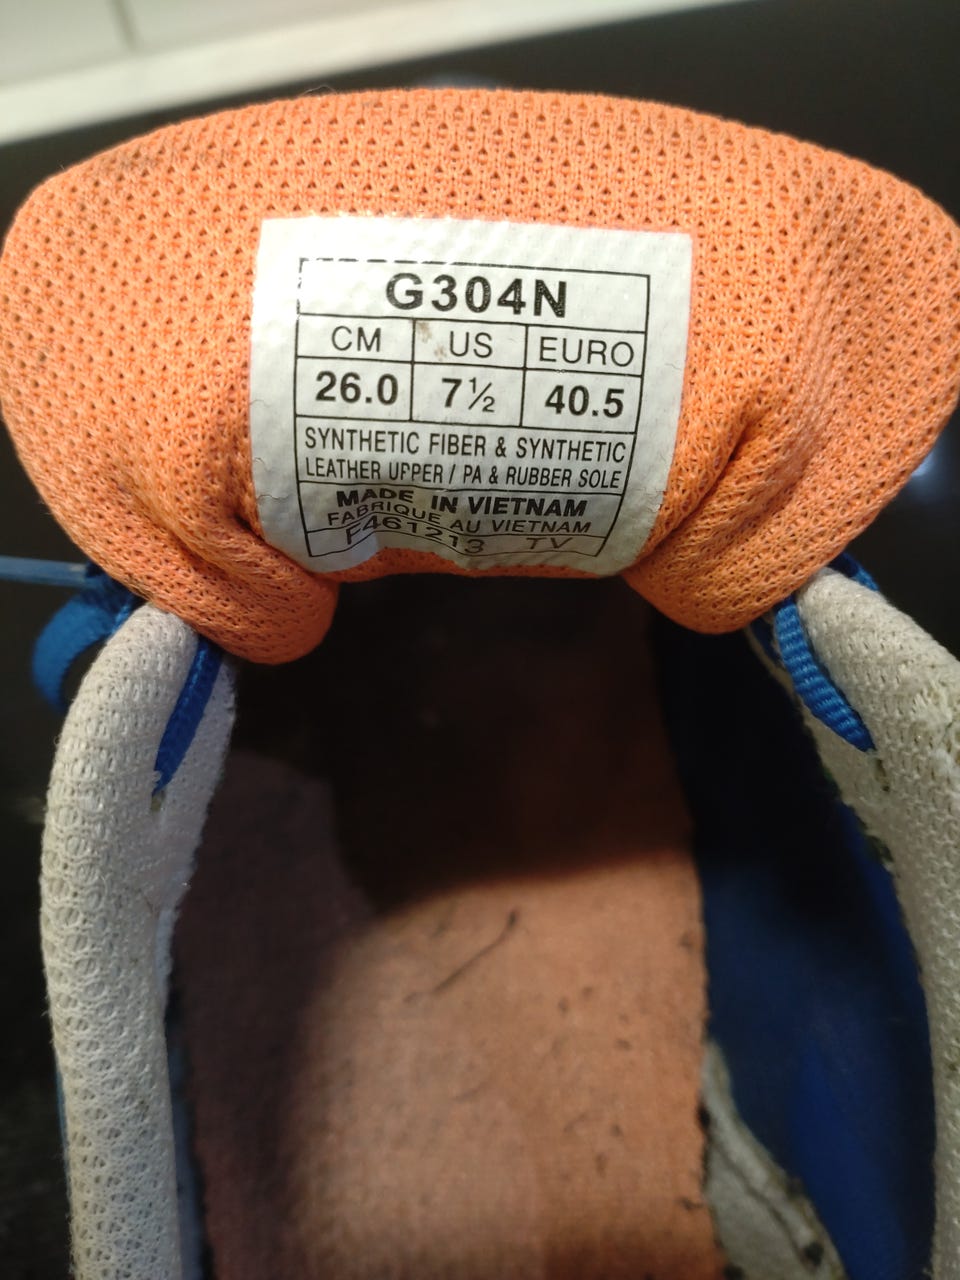 G304N
CM US EURO
26.0 7½ 40.5
SYNTHETIC FIBER & SYNTHETIC
LEATHER UPPER / PA & RUBBER SOLE
MADE IN VIETNAM
FABRIQUE AU VIETNAM
F461213 TV